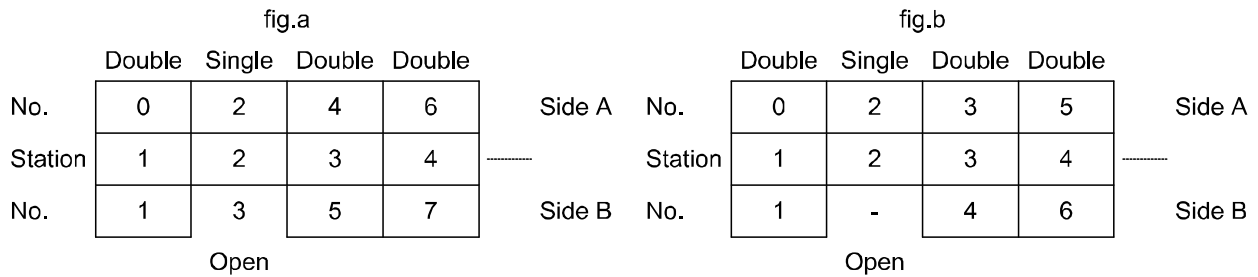 fig.a
Double Single Double Double
No. 0 2 4 6 Side A
Station 1 2 3 4
No. 1 3 5 7 Side B
Open
fig.b
Double Single Double Double
No. 0 2 3 5 Side A
Station 1 2 3 4
No. 1 - 4 6 Side B
Open